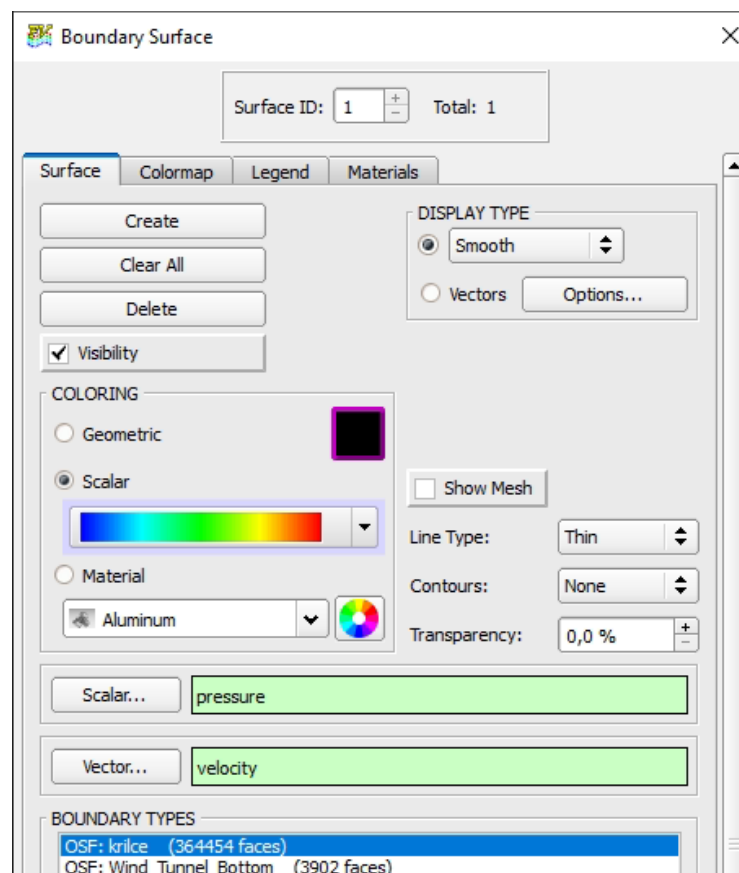 Boundary Surface
Surface ID: 1 Total: 1
Surface Colormap Legend Materials
Create
Clear All
Delete
Visibility
DISPLAY TYPE
Smooth
Vectors Options...
COLORING
Geometric
Scalar
Material
Aluminum
Show Mesh
Line Type: Thin
Contours: None
Transparency: 0,0 %
Scalar... pressure
Vector... velocity
BOUNDARY TYPES
OSF: krilce (364454 faces)
OSF: Wind_Tunnel_Bottom (3902 faces)